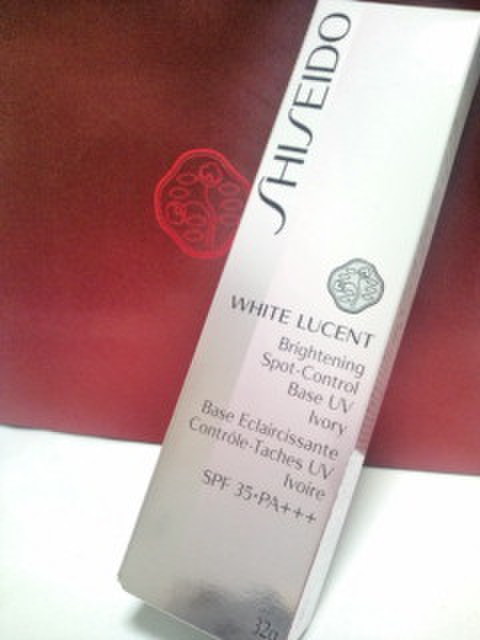 SHISEIDO
WHITE LUCENT
Brightening
Spot-Control
Base UV
Ivory
Base Eclaircissante
Contrôle-Taches UV
Ivoire
SPF 35•PA+++
32g